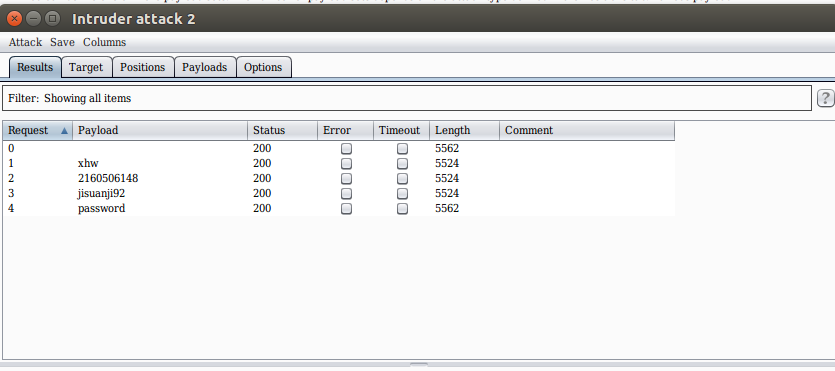 Intruder attack 2
Attack Save Columns
Results Target Positions Payloads Options
Filter: Showing all items
?
Request Payload Status Error Timeout Length Comment
0 200 5562
1 xhw 200 5524
2 2160506148 200 5524
3 jisuanji92 200 5524
4 password 200 5562